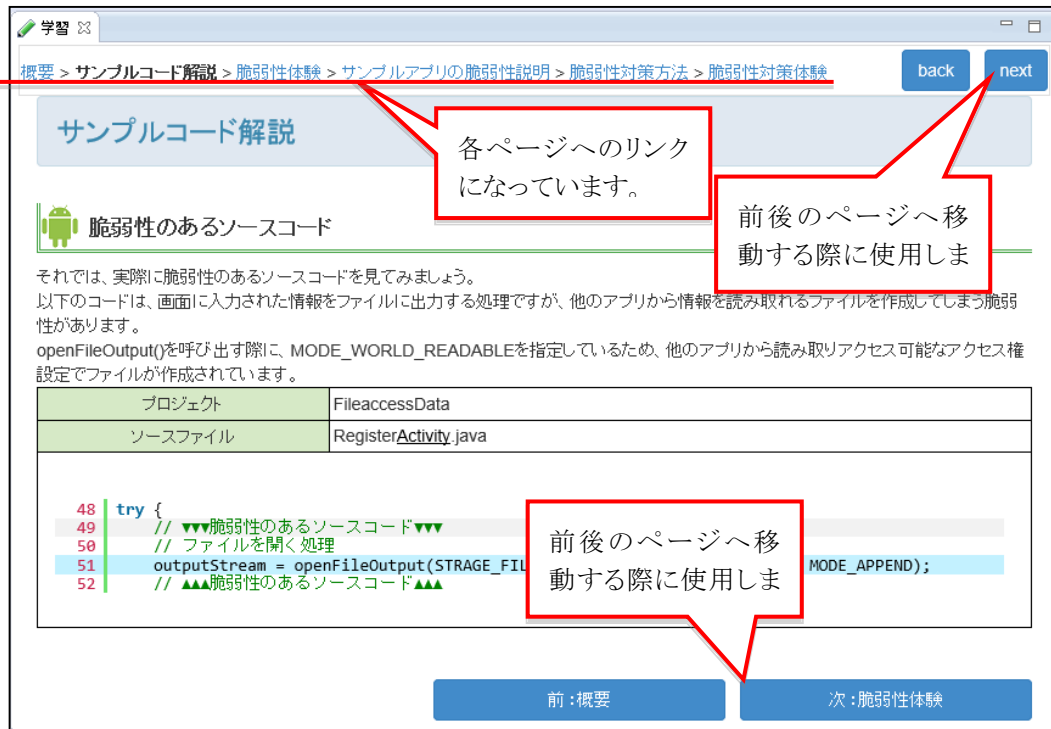 学習
概要 > サンプルコード解説 > 脆弱性体験 > サンプルアプリの脆弱性説明 > 脆弱性対策方法 > 脆弱性対策体験
back
next
サンプルコード解説
各ページへのリンク
になっています。
前後のページへ移
動する際に使用しま
脆弱性のあるソースコード
それでは、実際に脆弱性のあるソースコードを見てみましょう。
以下のコードは、画面に入力された情報をファイルに出力する処理ですが、他のアプリから情報を読み取れるファイルを作成してしまう脆弱
性があります。
openFileOutput()を呼び出す際に、MODE_WORLD_READABLEを指定しているため、他のアプリから読み取りアクセス可能なアクセス権
設定でファイルが作成されています。
プロジェクト FileaccessData
ソースファイル RegisterActivity.java
48 try {
49 // ▼▼▼脆弱性のあるソースコード▼▼▼
50 // ファイルを開く処理
51 outputStream = openFileOutput(STRAGE_FIL MODE_APPEND);
52 // ▲▲▲脆弱性のあるソースコード▲▲▲
前後のページへ移
動する際に使用しま
前：概要
次：脆弱性体験